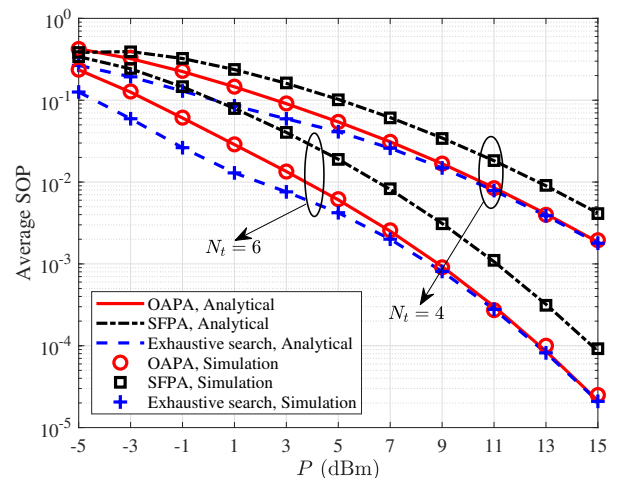 10^0
10^-1
10^-2
10^-3
10^-4
10^-5
Average SOP
N_t = 6
N_t = 4
OAPA, Analytical
SFPA, Analytical
Exhaustive search, Analytical
OAPA, Simulation
SFPA, Simulation
Exhaustive search, Simulation
-5 -3 -1 1 3 5 7 9 11 13 15
P (dBm)